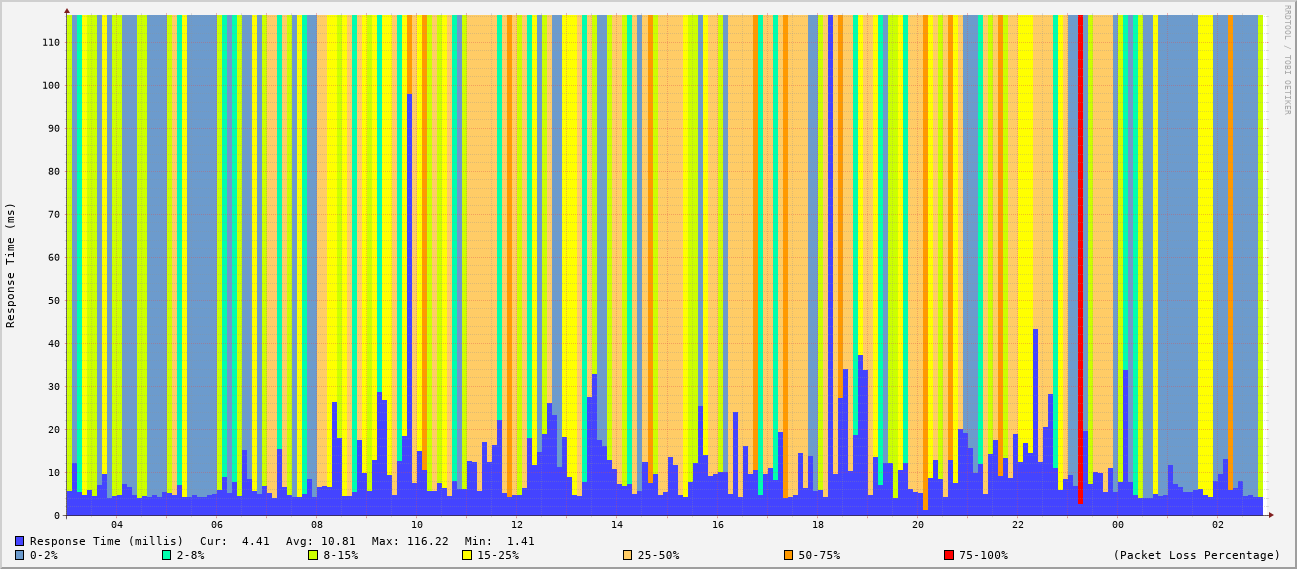 RRDTOOL / TOBI OETIKER
Response Time (ms)
110
100
90
80
70
60
50
40
30
20
10
0
04 06 08 10 12 14 16 18 20 22 00 02
Response Time (millis) Cur: 4.41 Avg: 10.81 Max: 116.22 Min: 1.41
0-2% 2-8% 8-15% 15-25% 25-50% 50-75% 75-100% (Packet Loss Percentage)